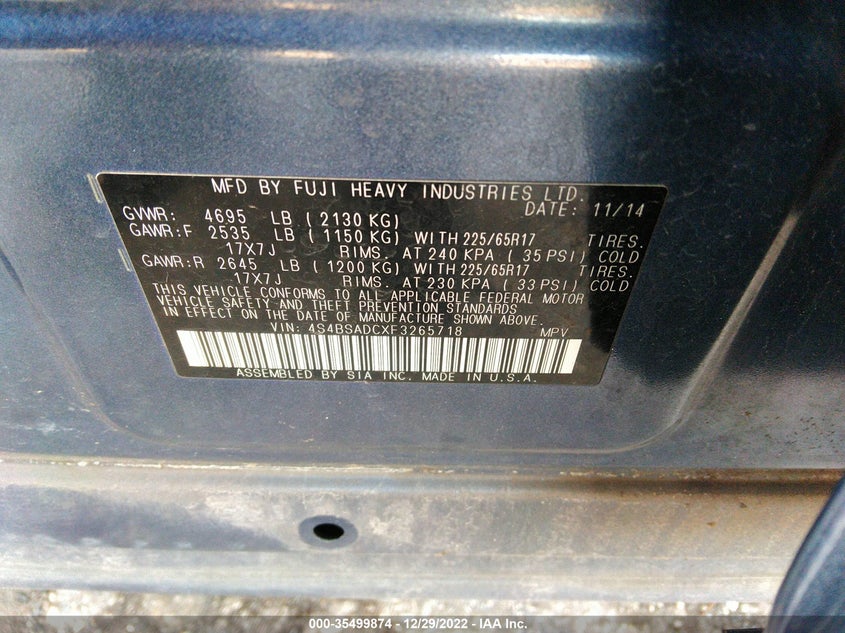 MFD BY FUJI HEAVY INDUSTRIES LTD.
DATE: 11/14
GVWR: 4695 LB ( 2130 KG)
GAWR:F 2535 LB ( 1150 KG) WITH 225/65R17 TIRES.
17X7J RIMS. AT 240 KPA ( 35 PSI) COLD
GAWR:R 2645 LB ( 1200 KG) WITH 225/65R17 TIRES.
17X7J RIMS. AT 230 KPA ( 33 PSI) COLD
THIS VEHICLE CONFORMS TO ALL APPLICABLE FEDERAL MOTOR
VEHICLE SAFETY AND THEFT PREVENTION STANDARDS
IN EFFECT ON THE DATE OF MANUFACTURE SHOWN ABOVE.
VIN: 4S4BSADCXF3265718 MPV
ASSEMBLED BY SIA INC. MADE IN U.S.A.
000-35499874 - 12/29/2022 - IAA Inc.